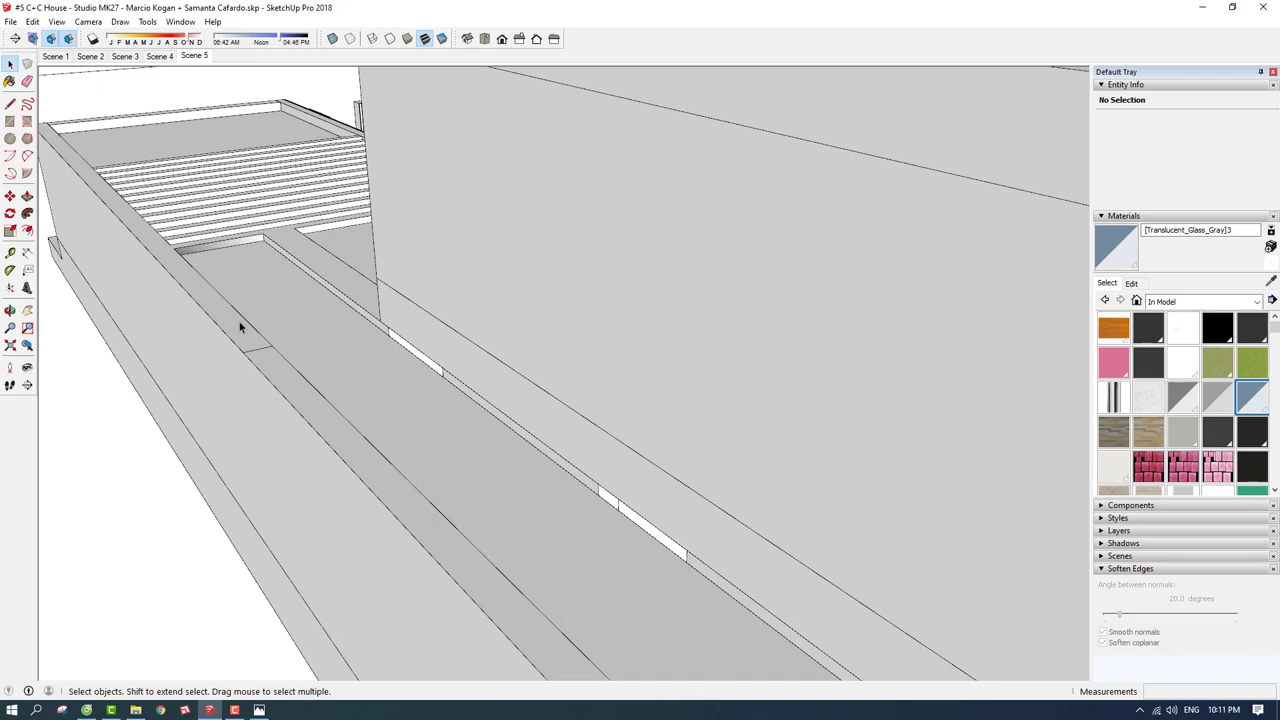 #5 C+C House - Studio MK27 - Marcio Kogan + Samanta Cafardo.skp - SketchUp Pro 2018
File Edit View Camera Draw Tools Window Help
J F M A M J J A S O N D
06:42 AM Noon 04:46 PM
Scene 1 Scene 2 Scene 3 Scene 4 Scene 5
Default Tray
Entity Info
No Selection
Materials
[Translucent_Glass_Gray]3
Select Edit
In Model
Components
Styles
Layers
Shadows
Scenes
Soften Edges
Angle between normals:
20.0 degrees
Smooth normals
Soften coplanar
Select objects. Shift to extend select. Drag mouse to select multiple.
Measurements
ENG 10:11 PM